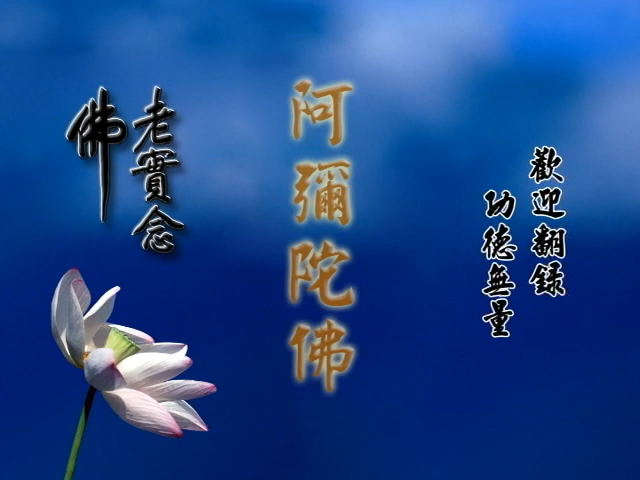 歡迎翻錄
功德無量
阿彌陀佛
老實念
佛